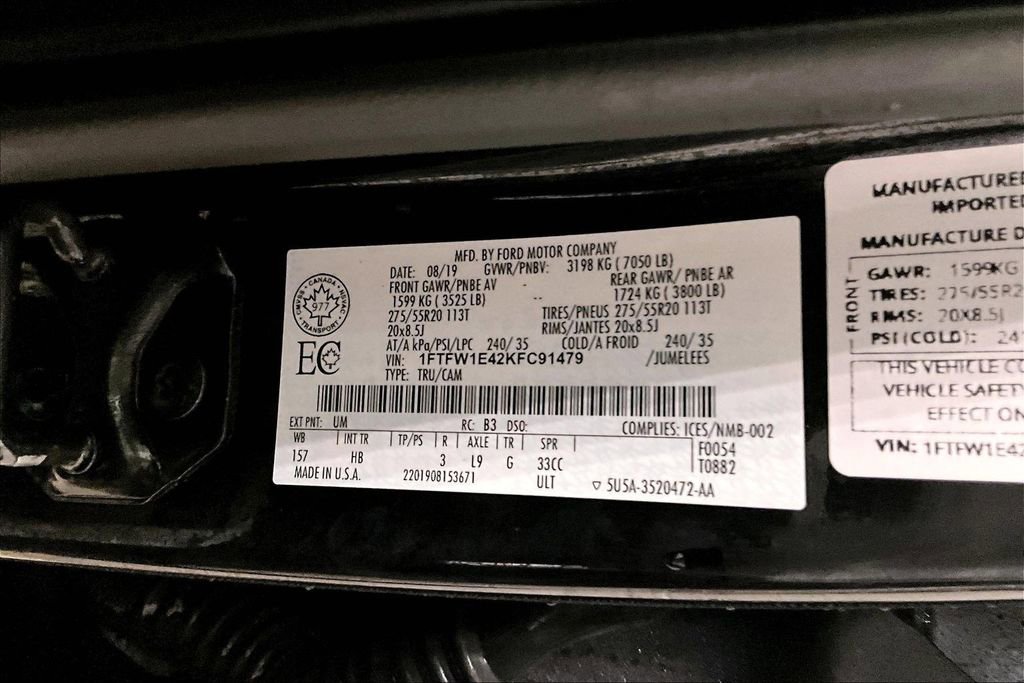 MFD. BY FORD MOTOR COMPANY
DATE: 08/19 GVWR/PNBV: 3198 KG ( 7050 LB)
FRONT GAWR/PNBE AV REAR GAWR/ PNBE AR
1599 KG ( 3525 LB) 1724 KG ( 3800 LB)
275/55R20 113T TIRES/PNEUS 275/55R20 113T
20x8.5J RIMS/JANTES 20x8.5J
AT/A kPa/PSI/LPC 240/ 35 COLD/A FROID 240/ 35
VIN: 1FTFW1E42KFC91479 /JUMELEES
TYPE: TRU/CAM
CMVSS · CANADA · NSVAC
977
TRANSPORT
EC
EXT PNT: UM RC: B3 DSO:
COMPLIES: ICES/NMB-002
WB INT TR TP/PS R AXLE TR SPR F0054
157 HB 3 L9 G 33CC T0882
MADE IN U.S.A. 2201908153671 ULT ▽ 5U5A-3520472-AA
MANUFACTURED
IMPORTED
MANUFACTURE D
FRONT
GAWR: 1599KG
TIRES: 275/55R2
RIMS: 20X8.5J
PSI (COLD): 24
THIS VEHICLE CO
VEHICLE SAFETY
EFFECT ON
VIN: 1FTFW1E42